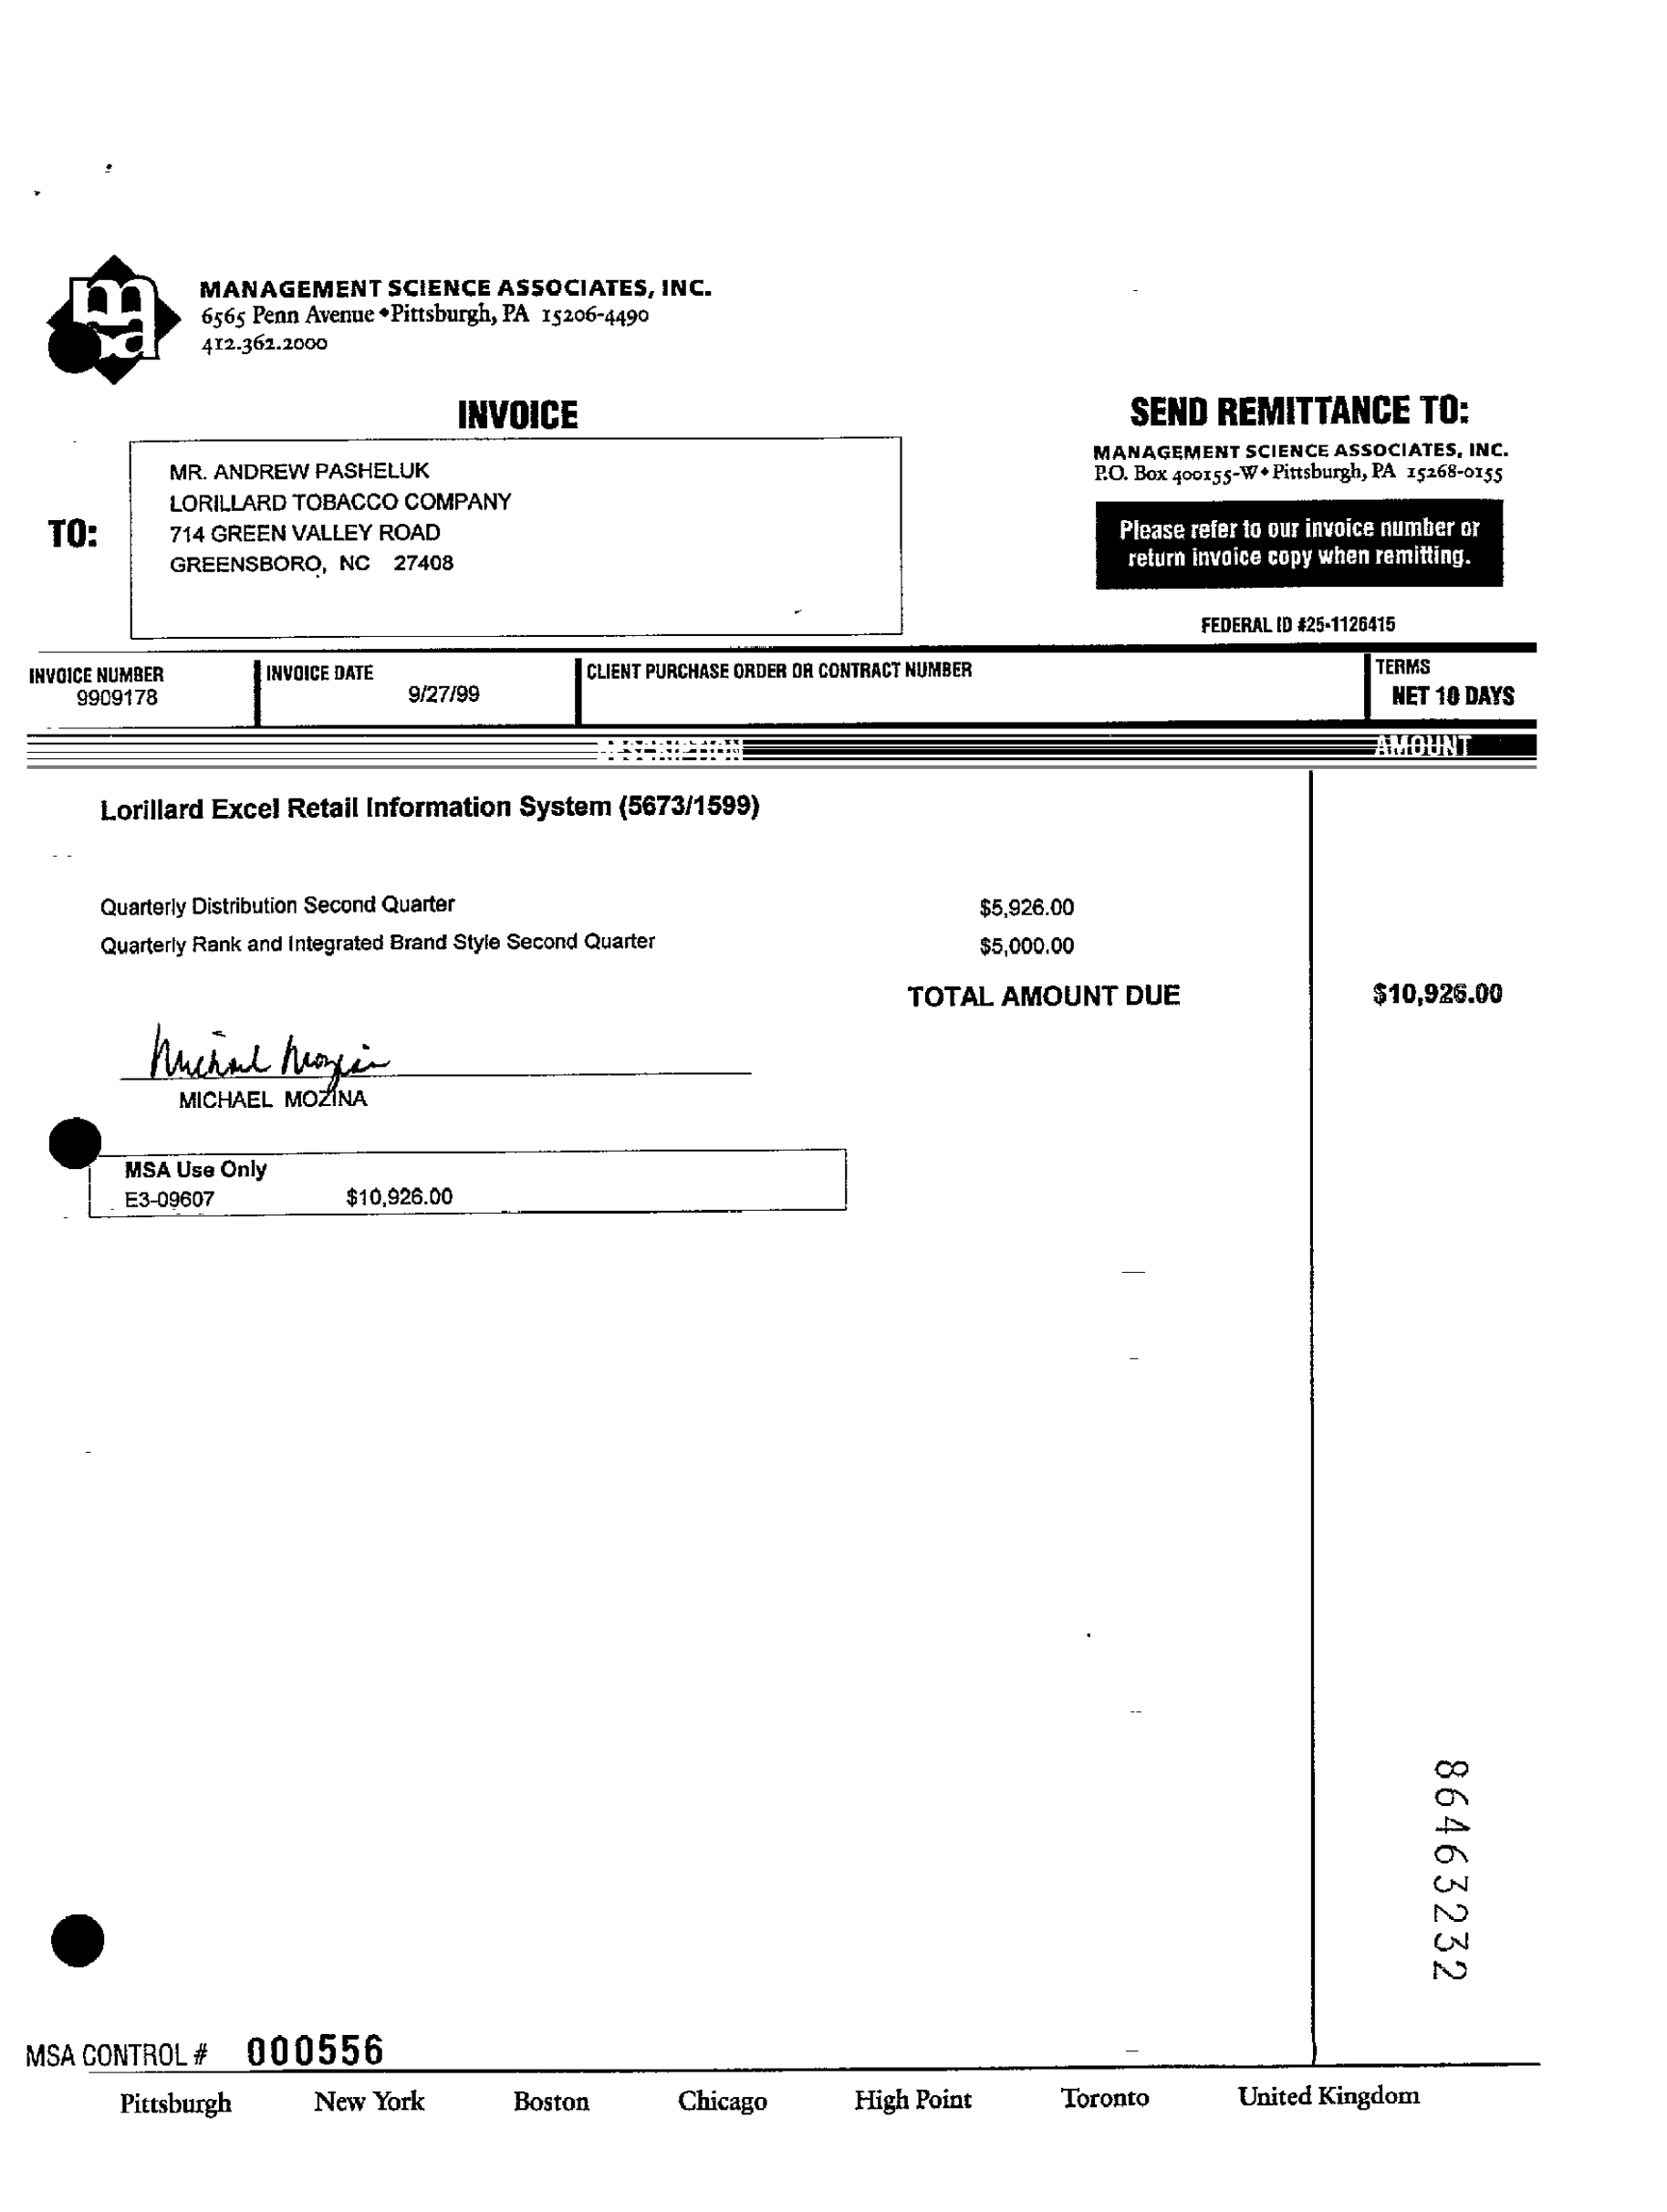 MANAGEMENT SCIENCE ASSOCIATES, INC.
6565 Penn Avenue • Pittsburgh, PA 15206-4490
412.362.2000
INVOICE
SEND REMITTANCE TO:
MANAGEMENT SCIENCE ASSOCIATES, INC.
P.O. Box 400155-W • Pittsburgh, PA 15268-0155
TO:
MR. ANDREW PASHELUK
LORILLARD TOBACCO COMPANY
714 GREEN VALLEY ROAD
GREENSBORO, NC 27408
Please refer to our invoice number or
return invoice copy when remitting.
FEDERAL ID #25-1126415
INVOICE NUMBER INVOICE DATE CLIENT PURCHASE ORDER OR CONTRACT NUMBER TERMS
9909178 9/27/99 NET 10 DAYS
DESCRIPTION AMOUNT
Lorillard Excel Retail Information System (5673/1599)
Quarterly Distribution Second Quarter $5,926.00
Quarterly Rank and Integrated Brand Style Second Quarter $5,000.00
TOTAL AMOUNT DUE $10,926.00
Michael Mozina
MICHAEL MOZINA
MSA Use Only
E3-09607 $10,926.00
86463232
MSA CONTROL # 000556
Pittsburgh New York Boston Chicago High Point Toronto United Kingdom